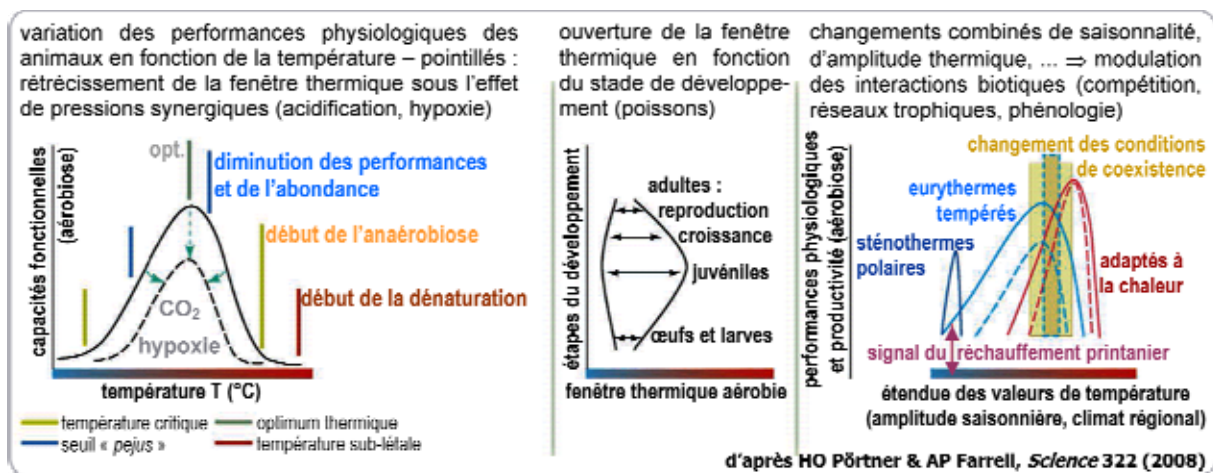 variation des performances physiologiques des
animaux en fonction de la température – pointillés :
rétrécissement de la fenêtre thermique sous l'effet
de pressions synergiques (acidification, hypoxie)
capacités fonctionnelles
(aérobiose)
opt.
diminution des performances
et de l'abondance
début de l'anaérobiose
début de la dénaturation
CO₂
hypoxie
température T (°C)
température critique
optimum thermique
seuil « pejus »
température sub-létale
ouverture de la fenêtre
thermique en fonction
du stade de développe-
ment (poissons)
étapes du développement
adultes :
reproduction
croissance
juvéniles
œufs et larves
fenêtre thermique aérobie
changements combinés de saisonnalité,
d'amplitude thermique, ... ⇒ modulation
des interactions biotiques (compétition,
réseaux trophiques, phénologie)
performances physiologiques
et productivité (aérobiose)
changement des conditions
de coexistence
eurythermes
tempérés
sténothermes
polaires
adaptés à
la chaleur
signal du réchauffement printanier
étendue des valeurs de température
(amplitude saisonnière, climat régional)
d'après HO Pörtner & AP Farrell, Science 322 (2008)